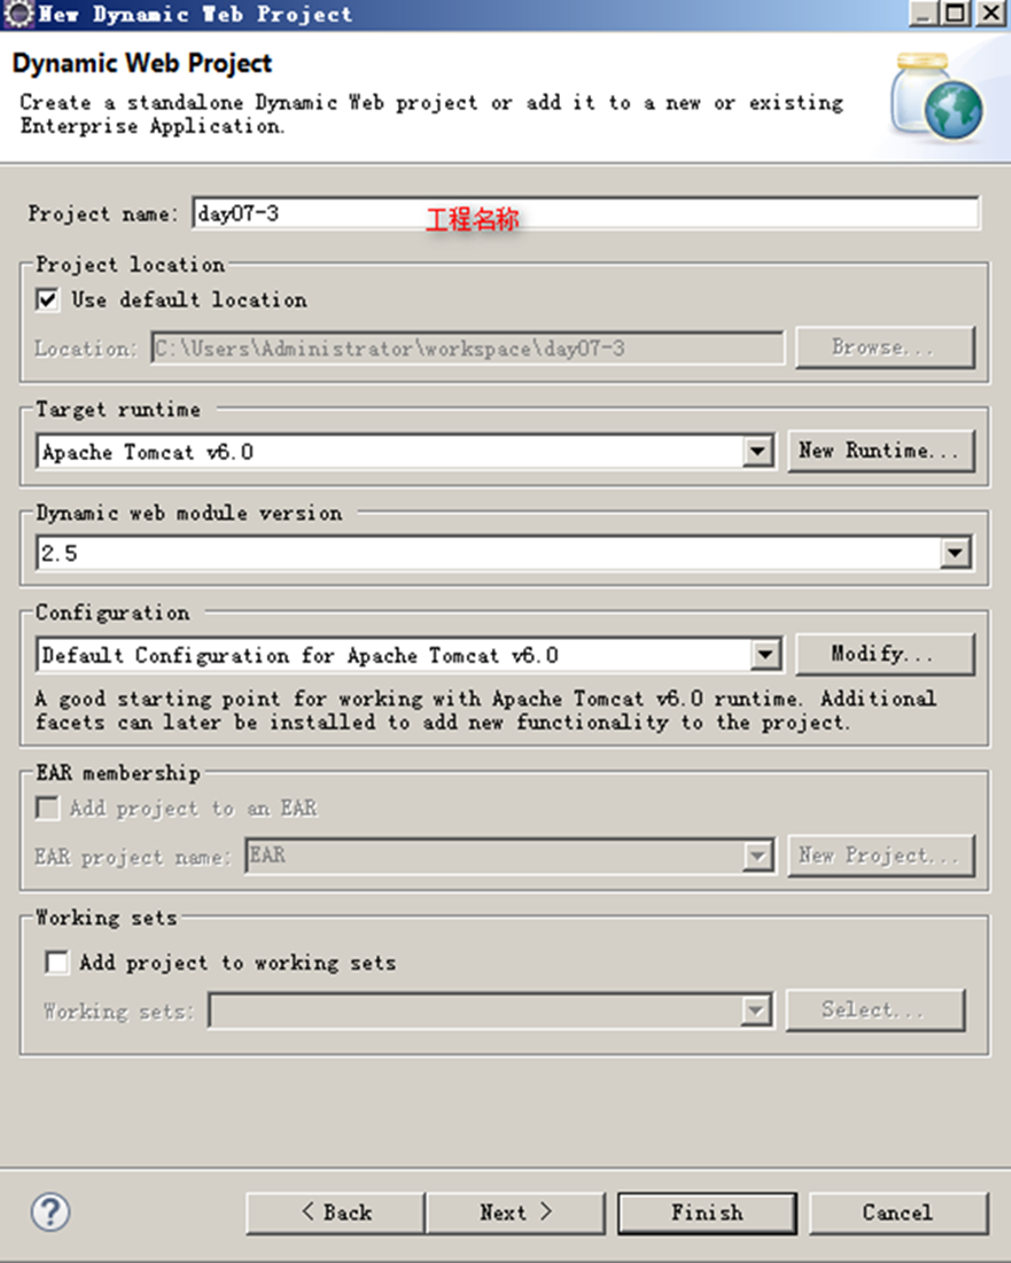 New Dynamic Web Project
Dynamic Web Project
Create a standalone Dynamic Web project or add it to a new or existing
Enterprise Application.
Project name: day07-3
工程名称
Project location
Use default location
Location: C:\Users\Administrator\workspace\day07-3 Browse...
Target runtime
Apache Tomcat v6.0 New Runtime...
Dynamic web module version
2.5
Configuration
Default Configuration for Apache Tomcat v6.0 Modify...
A good starting point for working with Apache Tomcat v6.0 runtime. Additional
facets can later be installed to add new functionality to the project.
EAR membership
Add project to an EAR
EAR project name: EAR New Project...
Working sets
Add project to working sets
Working sets: Select...
? < Back Next > Finish Cancel